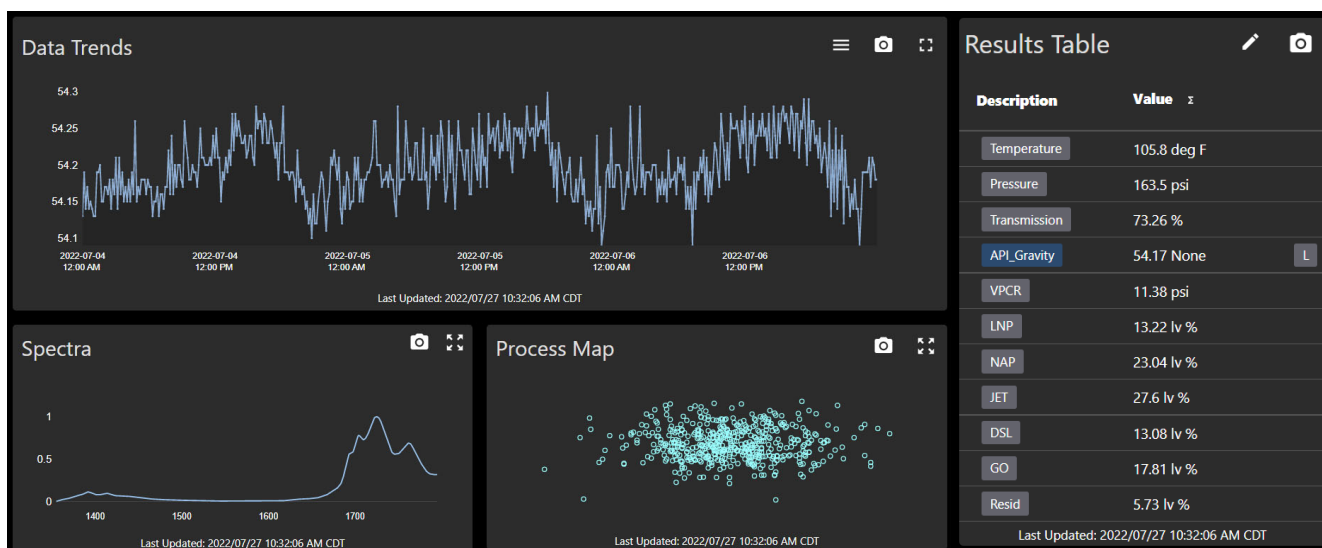 Data Trends
54.3
54.25
54.2
54.15
54.1
2022-07-04 2022-07-04 2022-07-05 2022-07-05 2022-07-06 2022-07-06
12:00 AM 12:00 PM 12:00 AM 12:00 PM 12:00 AM 12:00 PM
Last Updated: 2022/07/27 10:32:06 AM CDT
Spectra
1
0.5
0
1400 1500 1600 1700
Last Updated: 2022/07/27 10:32:06 AM CDT
Process Map
Last Updated: 2022/07/27 10:32:06 AM CDT
Results Table
Description Value Σ
Temperature 105.8 deg F
Pressure 163.5 psi
Transmission 73.26 %
API_Gravity 54.17 None L
VPCR 11.38 psi
LNP 13.22 lv %
NAP 23.04 lv %
JET 27.6 lv %
DSL 13.08 lv %
GO 17.81 lv %
Resid 5.73 lv %
Last Updated: 2022/07/27 10:32:06 AM CDT